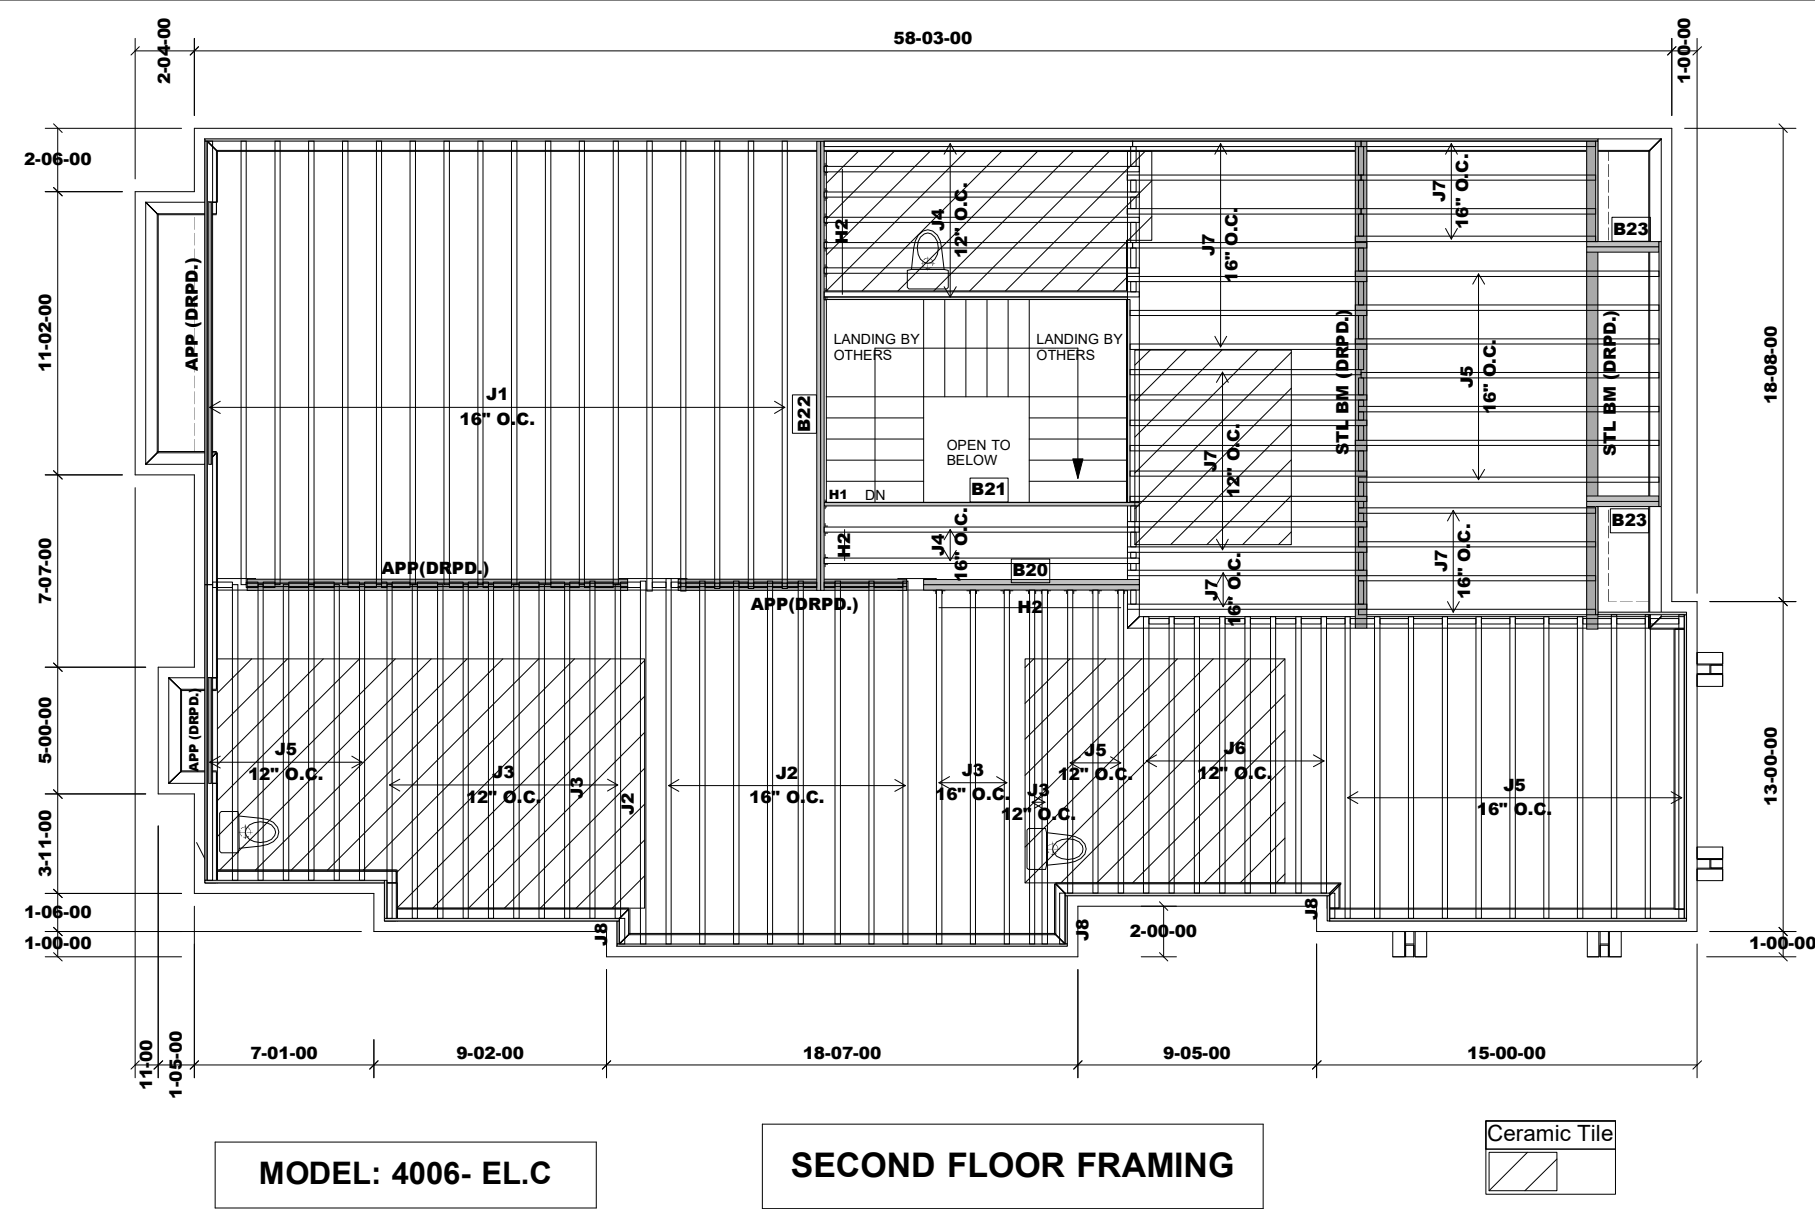 2-04-00
58-03-00
1-00-00
2-06-00
11-02-00
7-07-00
5-00-00
3-11-00
1-06-00
1-00-00
18-08-00
13-00-00
1-00-00
APP (DRPD.)
J1
16" O.C.
B22
H2
J4
12" O.C.
J7
16" O.C.
J7
16" O.C.
B23
LANDING BY
OTHERS
LANDING BY
OTHERS
OPEN TO
BELOW
H1 DN
B21
STL BM (DRPD.)
J5
16" O.C.
STL BM (DRPD.)
J7
12" O.C.
B23
H2
J4
16" O.C.
J7
16" O.C.
J7
16" O.C.
APP(DRPD.)
APP(DRPD.)
B20
H2
APP (DRPD.)
J5
12" O.C.
J3
12" O.C.
J3
J2
J2
16" O.C.
J3
16" O.C.
J3
12" O.C.
J5
12" O.C.
J6
12" O.C.
J5
16" O.C.
J8
J8
2-00-00
J8
11-00
1-05-00
7-01-00
9-02-00
18-07-00
9-05-00
15-00-00
MODEL: 4006- EL.C
SECOND FLOOR FRAMING
Ceramic Tile